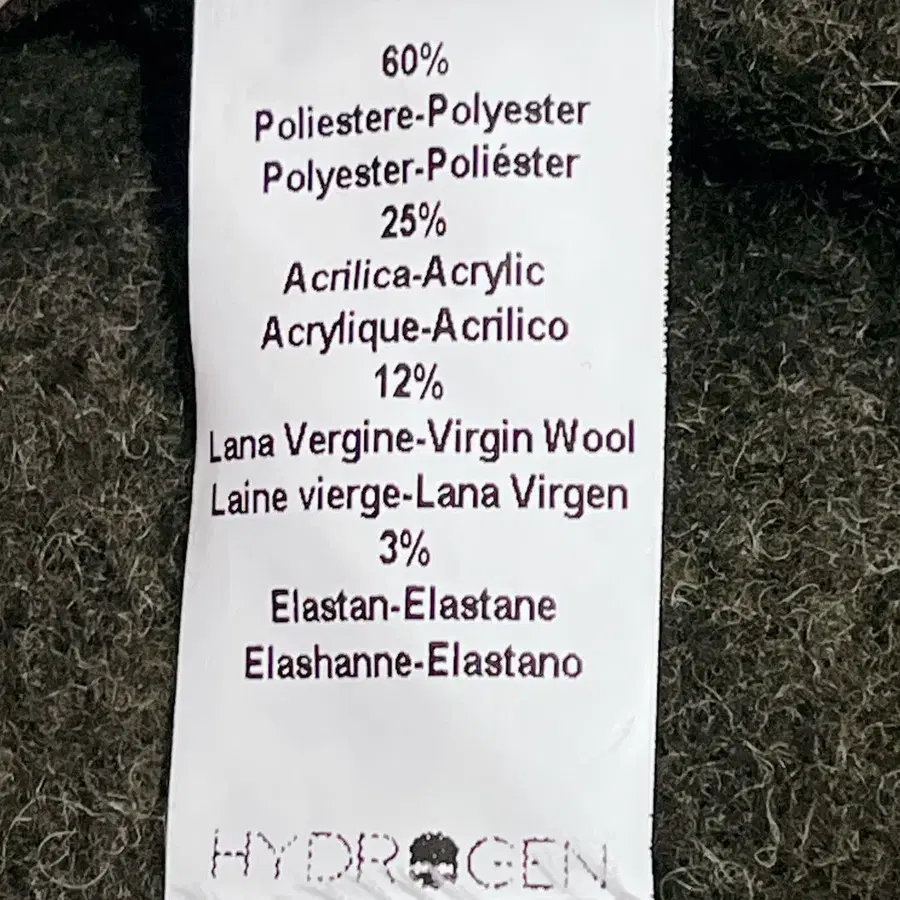 60%
Poliestere-Polyester
Polyester-Poliéster
25%
Acrilica-Acrylic
Acrylique-Acrilico
12%
Lana Vergine-Virgin Wool
Laine vierge-Lana Virgen
3%
Elastan-Elastane
Elashanne-Elastano
HYDROGEN